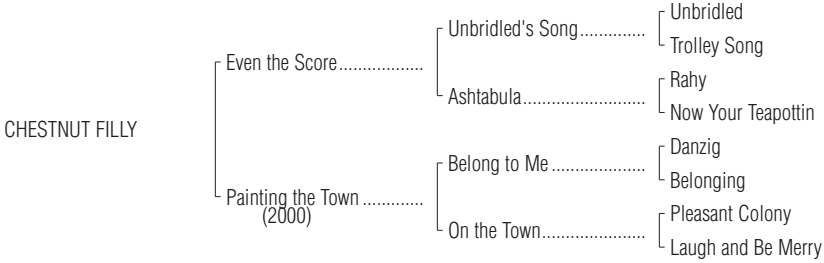 Unbridled
Unbridled's Song..............
Trolley Song
Even the Score..................
Rahy
Ashtabula..........................
Now Your Teapottin
CHESTNUT FILLY
Danzig
Belong to Me....................
Belonging
Painting the Town.............
(2000)
Pleasant Colony
On the Town......................
Laugh and Be Merry